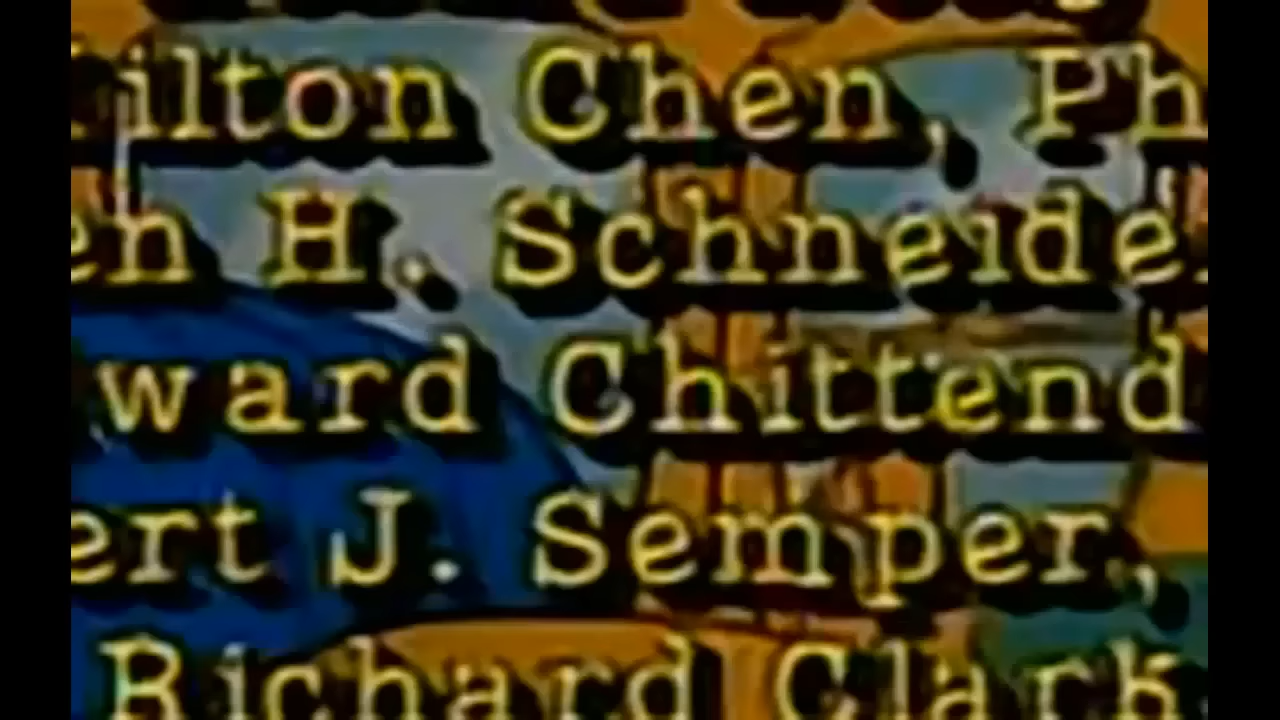 ilton Chen, Ph
en H. Schneide
ward Chittend
ert J. Semper,
Richard Clark